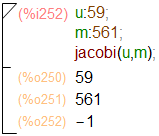 (%i252) u:59;
m:561;
jacobi(u,m);
(%o250) 59
(%o251) 561
(%o252) −1